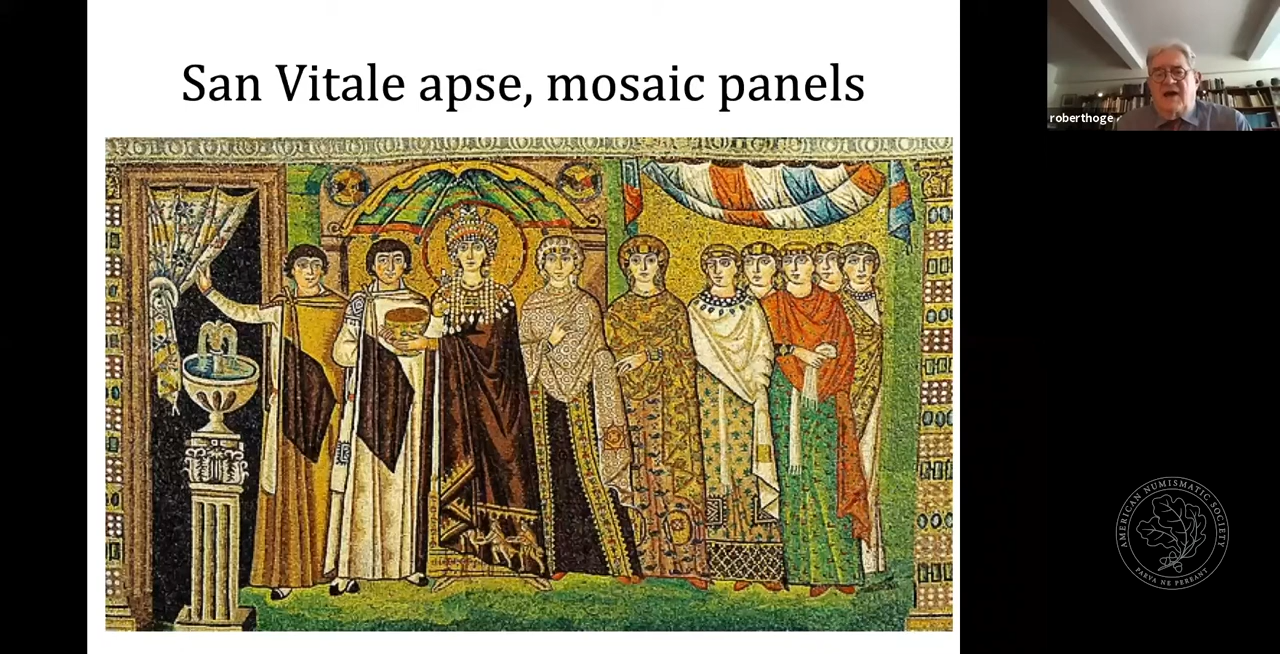 San Vitale apse, mosaic panels
roberthoge
AMERICAN NUMISMATIC SOCIETY
PARVA NE PEREANT